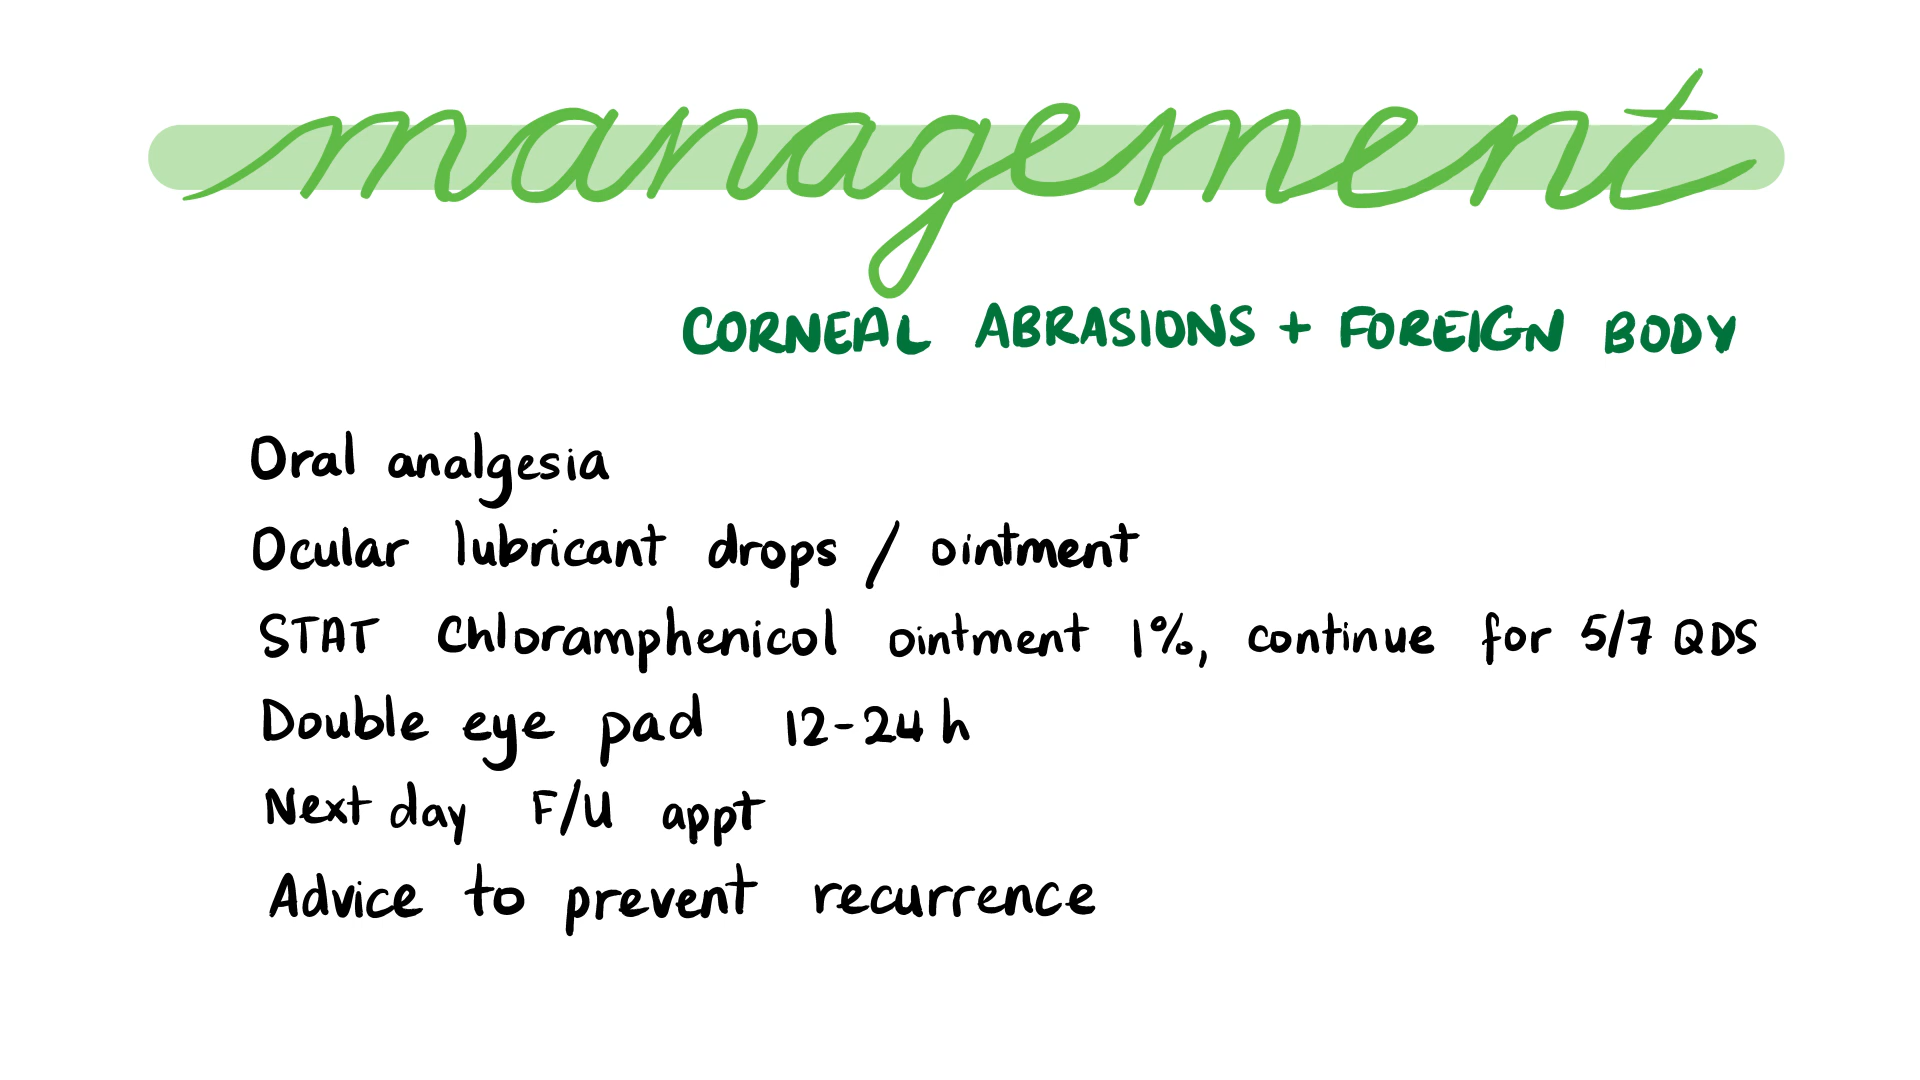 management
CORNEAL ABRASIONS + FOREIGN BODY
Oral analgesia
Ocular lubricant drops / ointment
STAT Chloramphenicol ointment 1%, continue for 5/7 QDS
Double eye pad 12-24 h
Next day F/U appt
Advice to prevent recurrence